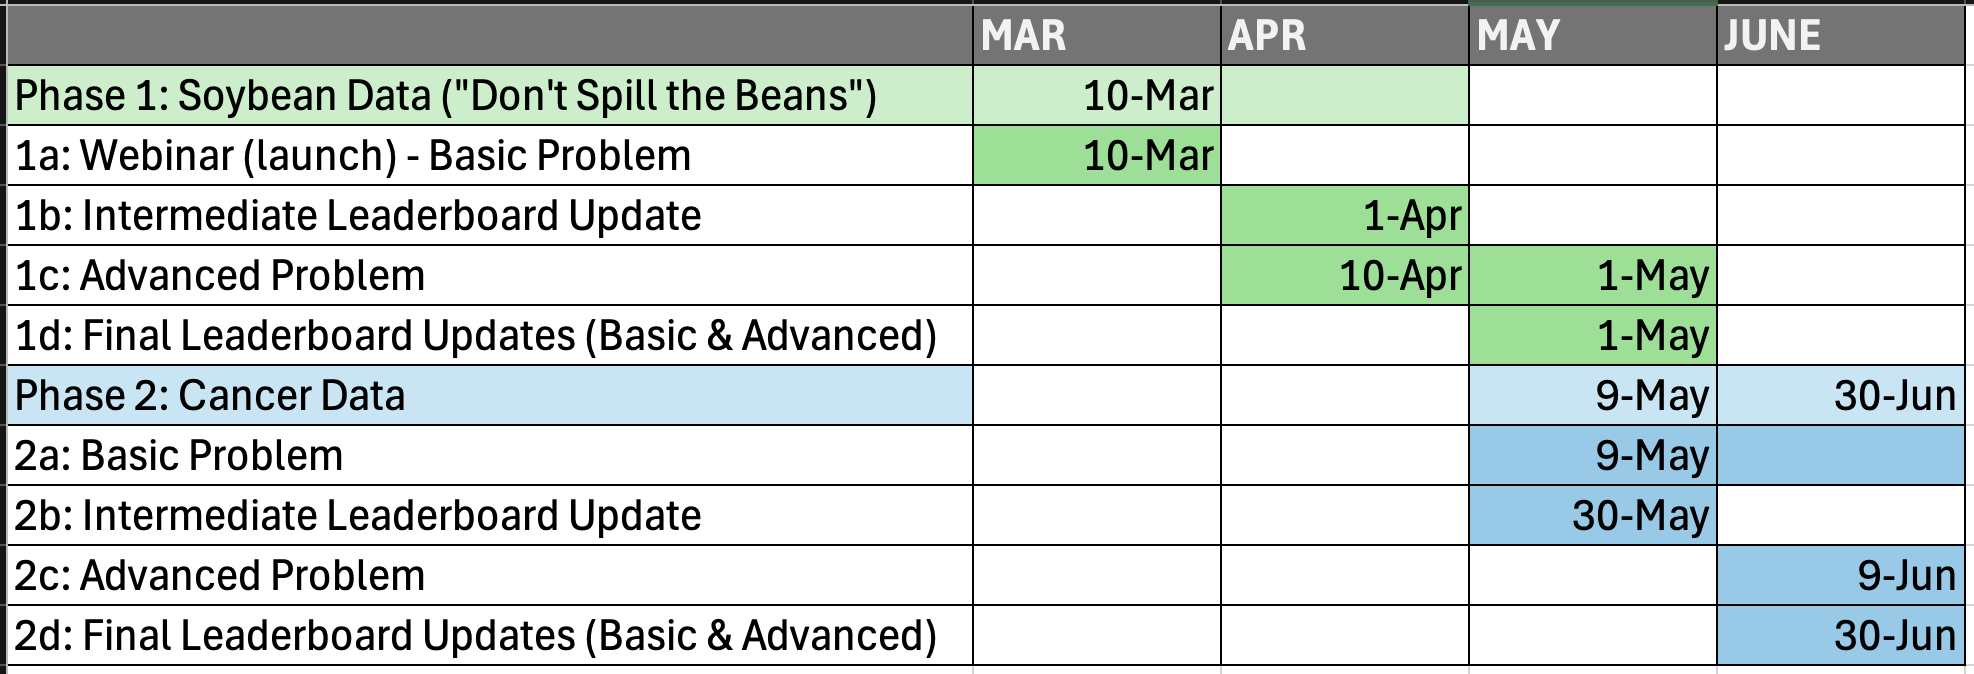 MAR APR MAY JUNE
Phase 1: Soybean Data ("Don't Spill the Beans") 10-Mar
1a: Webinar (launch) - Basic Problem 10-Mar
1b: Intermediate Leaderboard Update 1-Apr
1c: Advanced Problem 10-Apr 1-May
1d: Final Leaderboard Updates (Basic & Advanced) 1-May
Phase 2: Cancer Data 9-May 30-Jun
2a: Basic Problem 9-May
2b: Intermediate Leaderboard Update 30-May
2c: Advanced Problem 9-Jun
2d: Final Leaderboard Updates (Basic & Advanced) 30-Jun